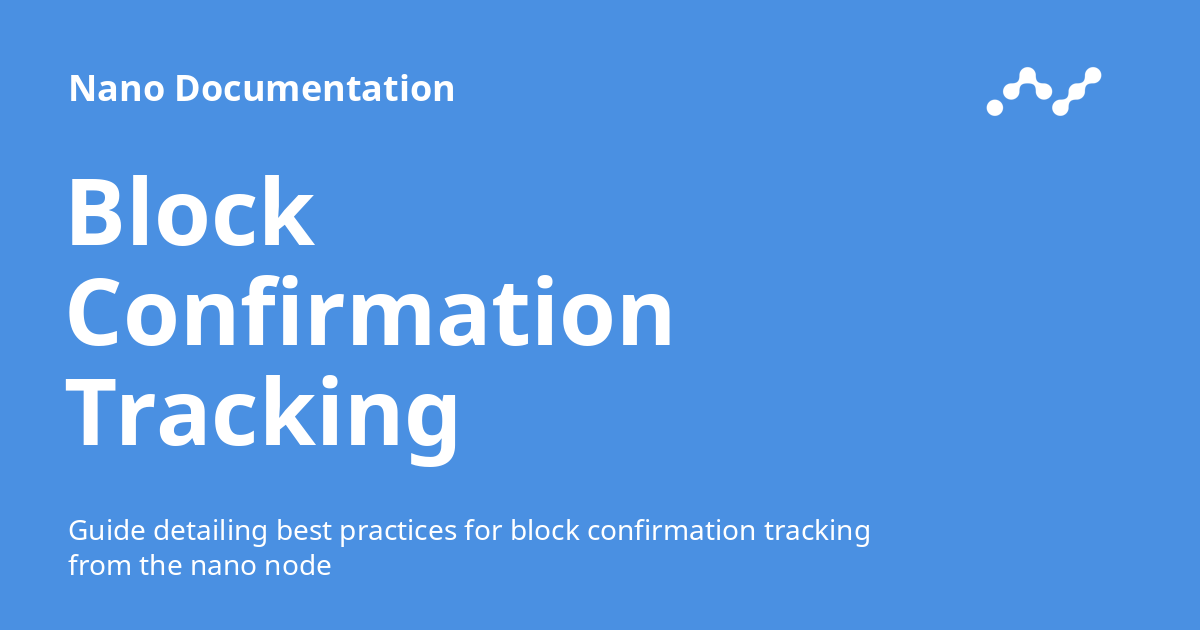 Nano Documentation
Block
Confirmation
Tracking
Guide detailing best practices for block confirmation tracking
from the nano node